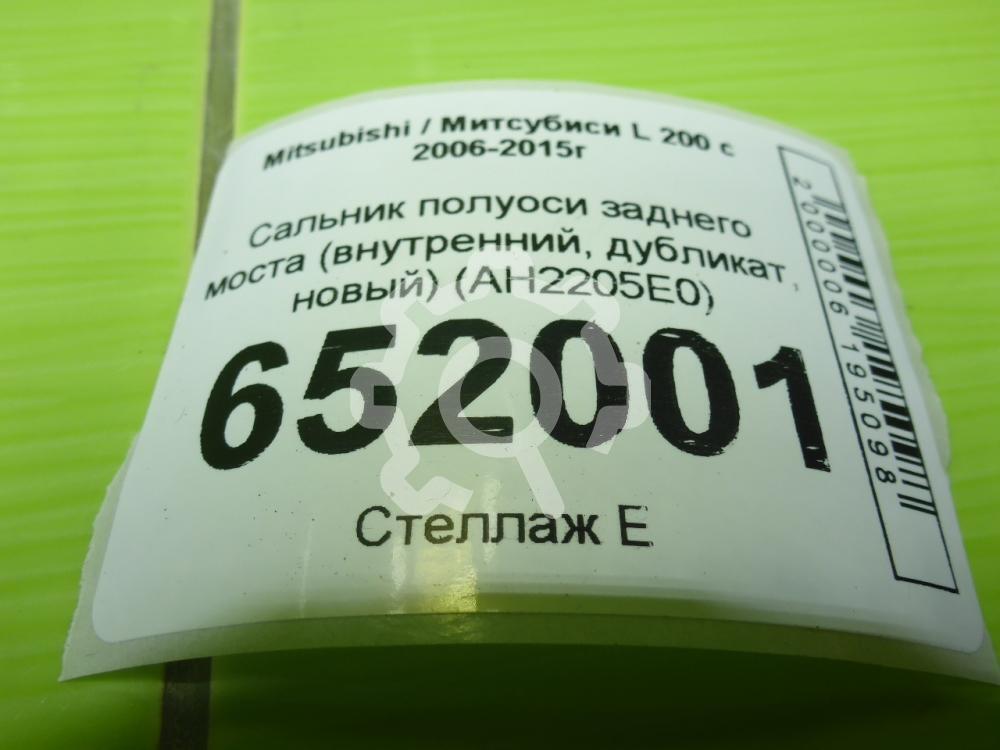 Mitsubishi / Митсубиси L 200 с
2006-2015г
Сальник полуоси заднего
моста (внутренний, дубликат,
новый) (AH2205E0)
652001
Стеллаж Е
2000006195098